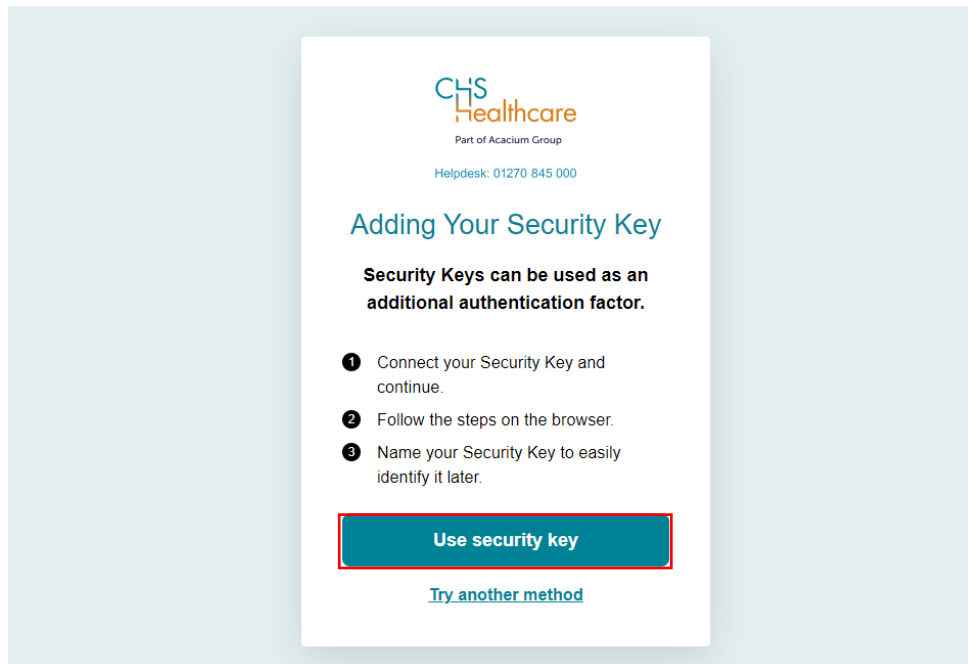 CHS
Healthcare
Part of Acacium Group
Helpdesk: 01270 845 000
Adding Your Security Key
Security Keys can be used as an
additional authentication factor.
1 Connect your Security Key and
continue.
2 Follow the steps on the browser.
3 Name your Security Key to easily
identify it later.
Use security key
Try another method